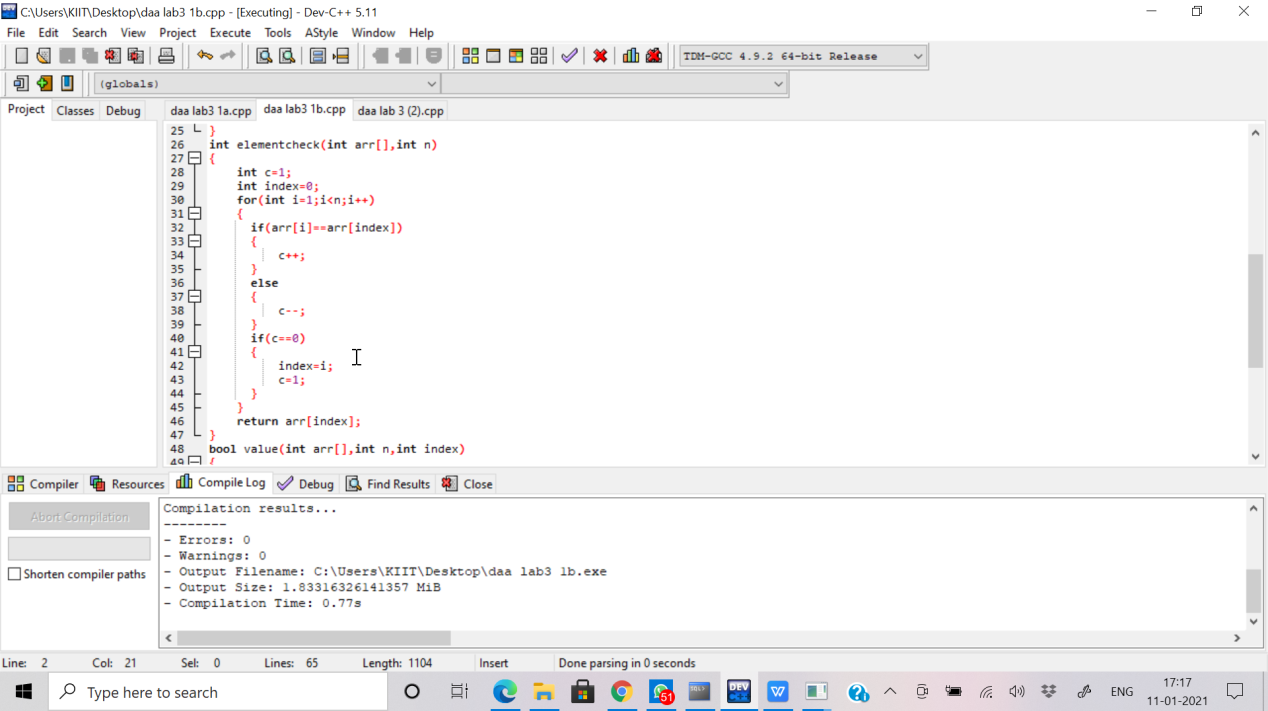 C:\Users\KIIT\Desktop\daa lab3 1b.cpp - [Executing] - Dev-C++ 5.11
File Edit Search View Project Execute Tools AStyle Window Help
TDM-GCC 4.9.2 64-bit Release
(globals)
Project Classes Debug daa lab3 1a.cpp daa lab3 1b.cpp daa lab 3 (2).cpp
25 }
26 int elementcheck(int arr[],int n)
27 {
28 int c=1;
29 int index=0;
30 for(int i=1;i<n;i++)
31 {
32 if(arr[i]==arr[index])
33 {
34 c++;
35 }
36 else
37 {
38 c--;
39 }
40 if(c==0)
41 {
42 index=i;
43 c=1;
44 }
45 }
46 return arr[index];
47 }
48 bool value(int arr[],int n,int index)
49 {
Compiler Resources Compile Log Debug Find Results Close
Abort Compilation
Shorten compiler paths
Compilation results...
--------
- Errors: 0
- Warnings: 0
- Output Filename: C:\Users\KIIT\Desktop\daa lab3 1b.exe
- Output Size: 1.83316326141357 MiB
- Compilation Time: 0.77s
Line: 2 Col: 21 Sel: 0 Lines: 65 Length: 1104 Insert Done parsing in 0 seconds
Type here to search
51
DEV
W
ENG
17:17
11-01-2021